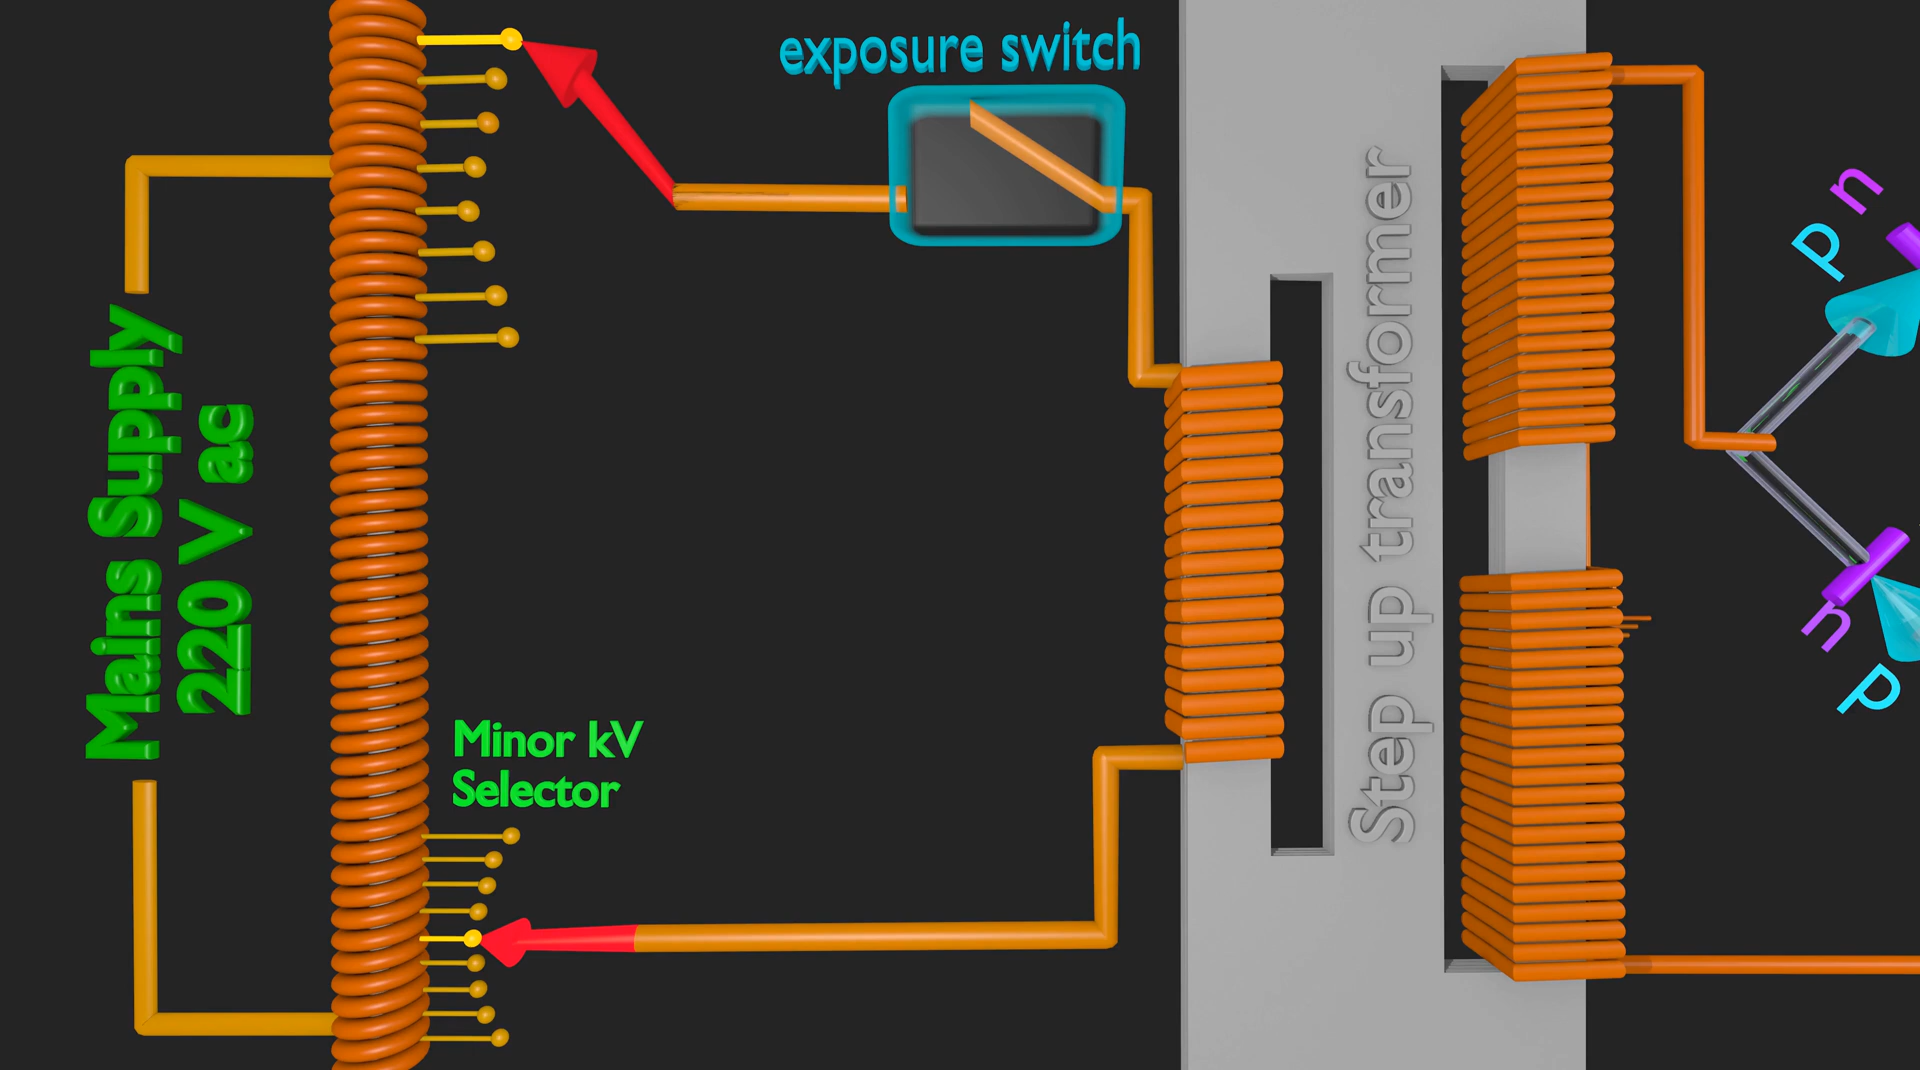 exposure switch
Mains Supply
220 V ac
Minor kV
Selector
Step up transformer
n
p
n
p